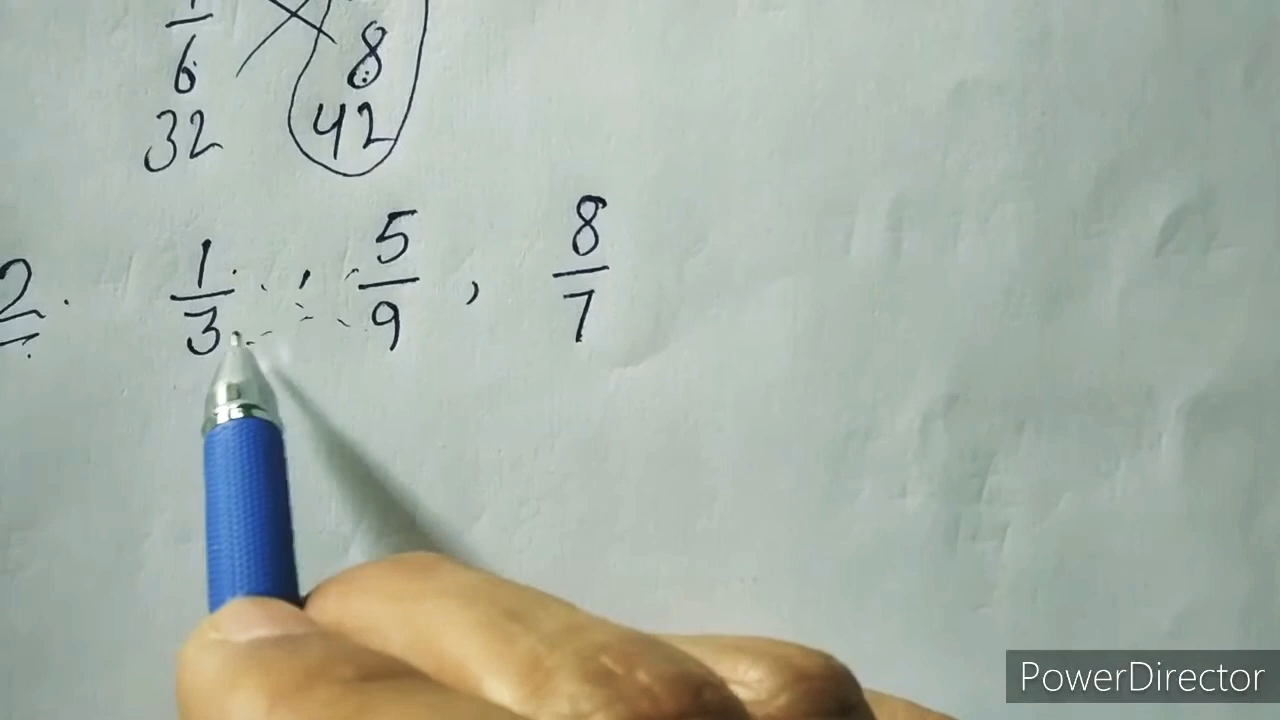 6 8
32 42
2. 1/3 , 5/9 , 8/7
PowerDirector